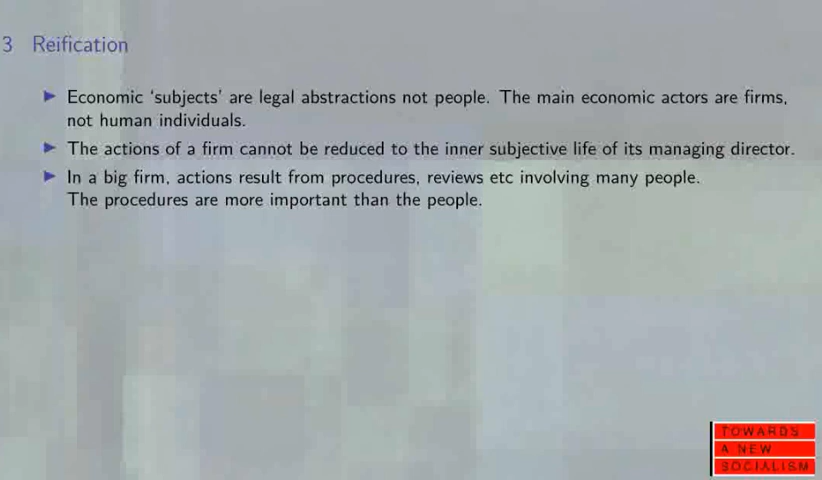 3 Reification
▶ Economic ‘subjects’ are legal abstractions not people. The main economic actors are firms,
not human individuals.
▶ The actions of a firm cannot be reduced to the inner subjective life of its managing director.
▶ In a big firm, actions result from procedures, reviews etc involving many people.
The procedures are more important than the people.
TOWARDS
A NEW
SOCIALISM